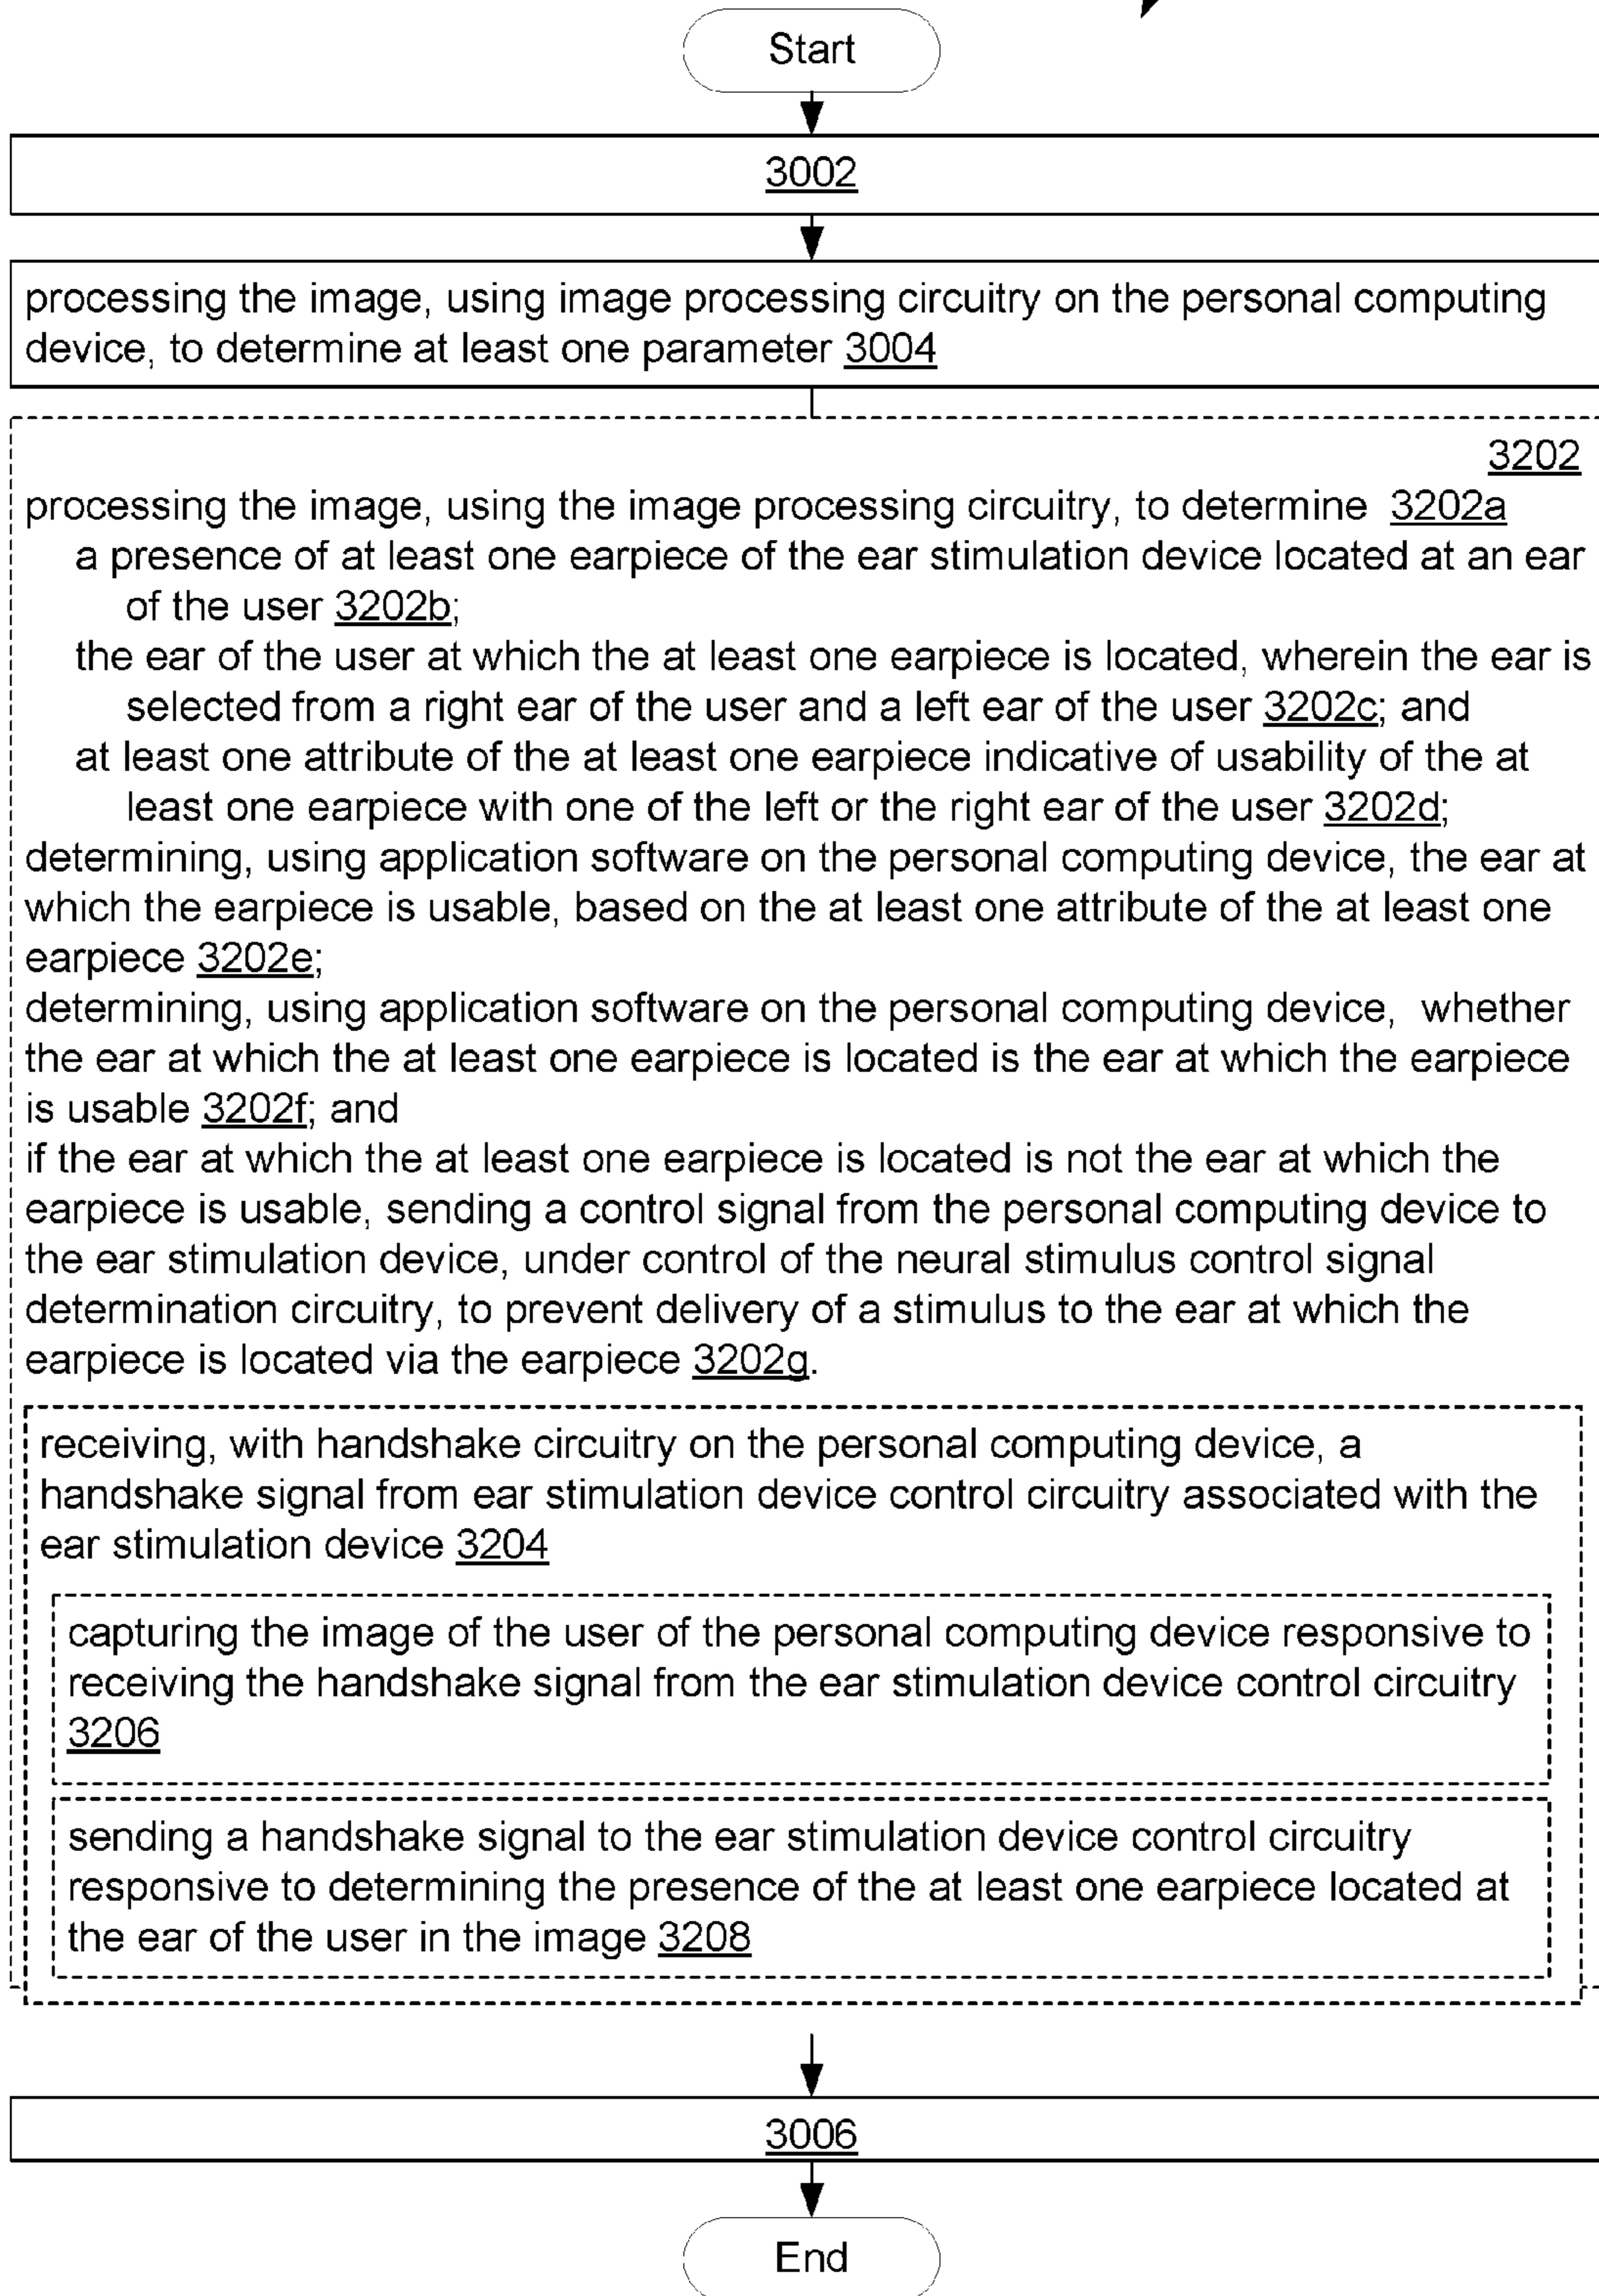 Start
3002
processing the image, using image processing circuitry on the personal computing
device, to determine at least one parameter 3004
3202
processing the image, using the image processing circuitry, to determine 3202a
a presence of at least one earpiece of the ear stimulation device located at an ear
of the user 3202b;
the ear of the user at which the at least one earpiece is located, wherein the ear is
selected from a right ear of the user and a left ear of the user 3202c; and
at least one attribute of the at least one earpiece indicative of usability of the at
least one earpiece with one of the left or the right ear of the user 3202d;
determining, using application software on the personal computing device, the ear at
which the earpiece is usable, based on the at least one attribute of the at least one
earpiece 3202e;
determining, using application software on the personal computing device, whether
the ear at which the at least one earpiece is located is the ear at which the earpiece
is usable 3202f; and
if the ear at which the at least one earpiece is located is not the ear at which the
earpiece is usable, sending a control signal from the personal computing device to
the ear stimulation device, under control of the neural stimulus control signal
determination circuitry, to prevent delivery of a stimulus to the ear at which the
earpiece is located via the earpiece 3202g.
receiving, with handshake circuitry on the personal computing device, a
handshake signal from ear stimulation device control circuitry associated with the
ear stimulation device 3204
capturing the image of the user of the personal computing device responsive to
receiving the handshake signal from the ear stimulation device control circuitry
3206
sending a handshake signal to the ear stimulation device control circuitry
responsive to determining the presence of the at least one earpiece located at
the ear of the user in the image 3208
3006
End